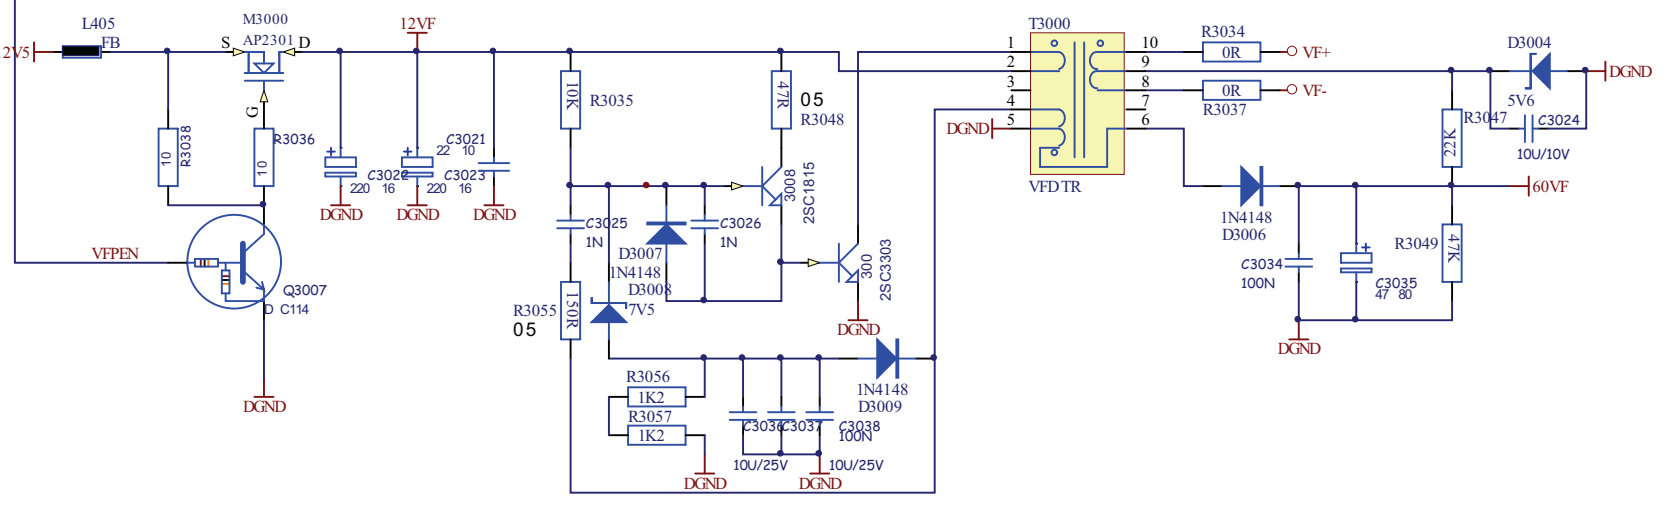 L405
FB
12V5
M3000
AP2301
S
D
G
12VF
R3038
10
R3036
10
C3021
22 10
C3022
220 16
C3023
220 16
DGND
DGND
DGND
VFPEN
Q3007
D C114
DGND
10K
R3035
47R
05
R3048
3008
2SC1815
C3025
1N
D3007
1N4148
C3026
1N
D3008
7V5
R3055
05
150R
300
2SC3303
DGND
R3056
1K2
R3057
1K2
DGND
C3036
C3037
C3038
100N
10U/25V
10U/25V
DGND
1N4148
D3009
T3000
1
2
3
4
5
10
9
8
7
6
DGND
VFDTR
R3034
0R
VF+
0R
R3037
VF-
D3004
5V6
DGND
C3024
10U/10V
R3047
22K
60VF
1N4148
D3006
R3049
47K
C3034
100N
C3035
47 80
DGND